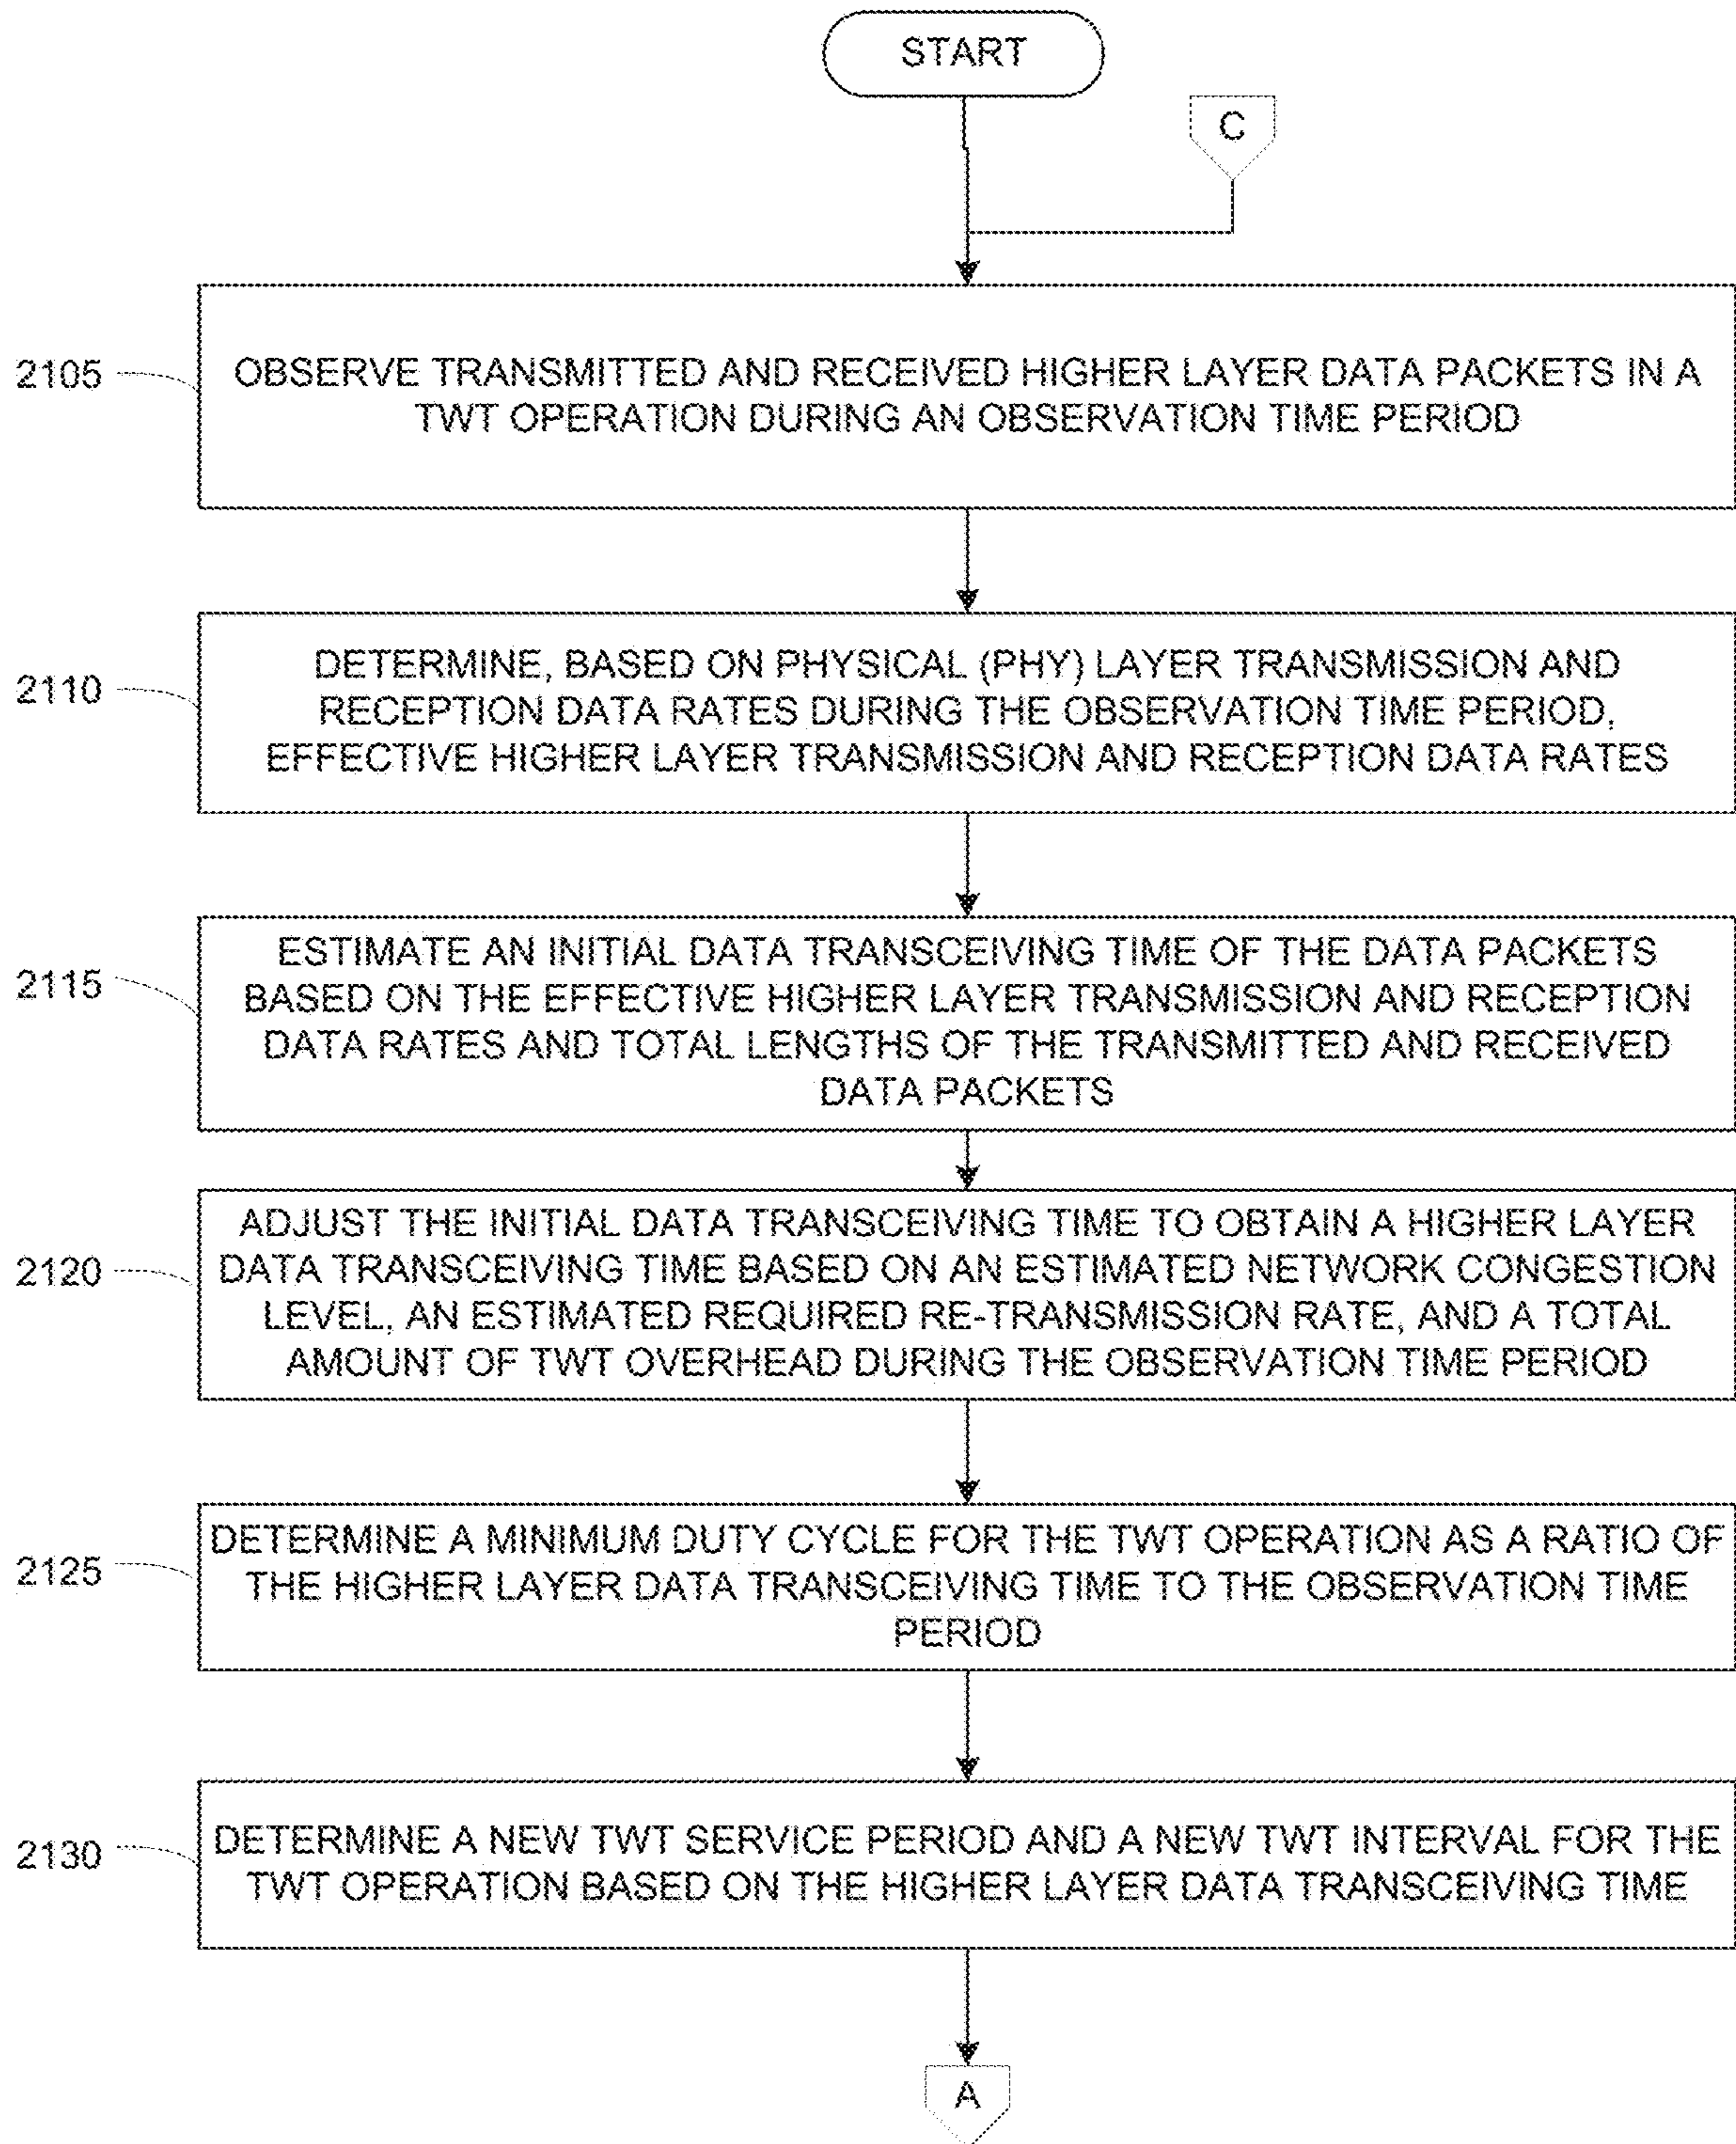 START
C
2105
OBSERVE TRANSMITTED AND RECEIVED HIGHER LAYER DATA PACKETS IN A
TWT OPERATION DURING AN OBSERVATION TIME PERIOD
2110
DETERMINE, BASED ON PHYSICAL (PHY) LAYER TRANSMISSION AND
RECEPTION DATA RATES DURING THE OBSERVATION TIME PERIOD,
EFFECTIVE HIGHER LAYER TRANSMISSION AND RECEPTION DATA RATES
2115
ESTIMATE AN INITIAL DATA TRANSCEIVING TIME OF THE DATA PACKETS
BASED ON THE EFFECTIVE HIGHER LAYER TRANSMISSION AND RECEPTION
DATA RATES AND TOTAL LENGTHS OF THE TRANSMITTED AND RECEIVED
DATA PACKETS
2120
ADJUST THE INITIAL DATA TRANSCEIVING TIME TO OBTAIN A HIGHER LAYER
DATA TRANSCEIVING TIME BASED ON AN ESTIMATED NETWORK CONGESTION
LEVEL, AN ESTIMATED REQUIRED RE-TRANSMISSION RATE, AND A TOTAL
AMOUNT OF TWT OVERHEAD DURING THE OBSERVATION TIME PERIOD
2125
DETERMINE A MINIMUM DUTY CYCLE FOR THE TWT OPERATION AS A RATIO OF
THE HIGHER LAYER DATA TRANSCEIVING TIME TO THE OBSERVATION TIME
PERIOD
2130
DETERMINE A NEW TWT SERVICE PERIOD AND A NEW TWT INTERVAL FOR THE
TWT OPERATION BASED ON THE HIGHER LAYER DATA TRANSCEIVING TIME
A